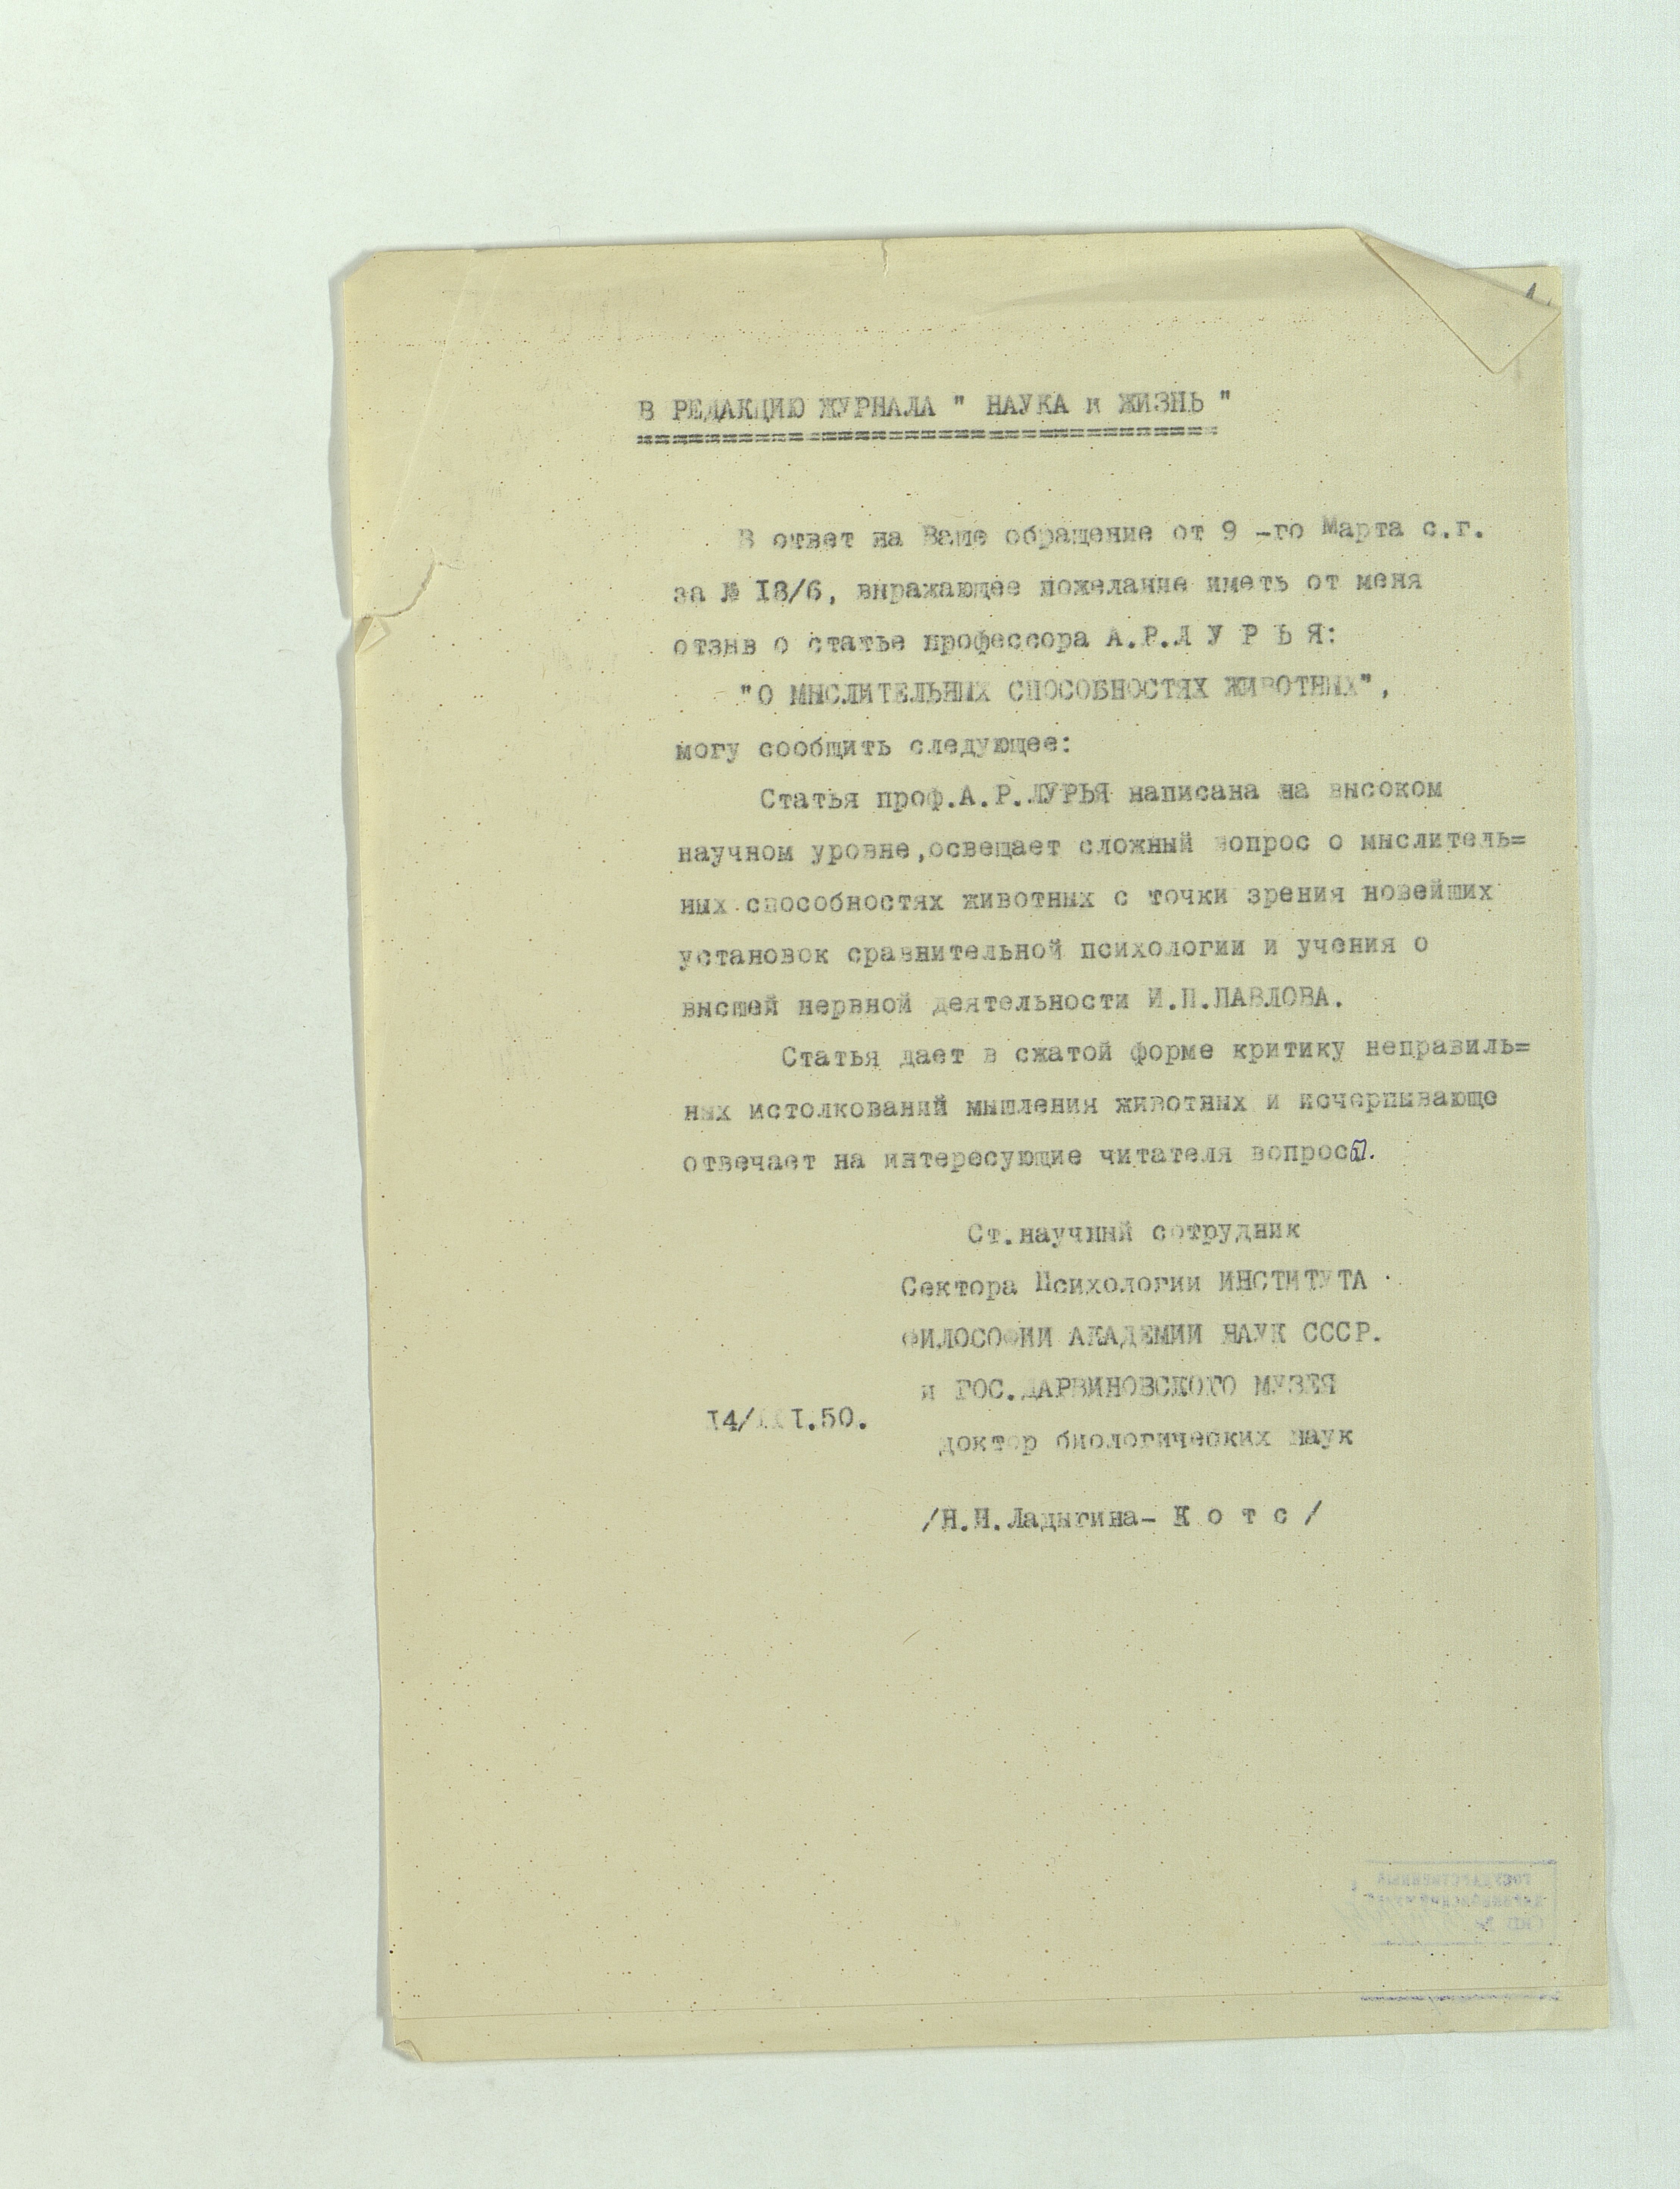 В РЕДАКЦИЮ ЖУРНАЛА " НАУКА и ЖИЗНЬ "
В ответ на Ваше обращение от 9 -го Марта с.г.
за № I8/6, выражающее пожелание иметь от меня
отзыв о статье профессора А.Р.Л У Р Ь Я:
"О МЫСЛИТЕЛЬНЫХ СПОСОБНОСТЯХ ЖИВОТНЫХ",
могу сообщить следующее:
Статья проф.А.Р.ЛУРЬЯ написана на высоком
научном уровне,освещает сложный вопрос о мыслитель=
ных способностях животных с точки зрения новейших
установок сравнительной психологии и учения о
высшей нервной деятельности И.П.ПАВЛОВА.
Статья дает в сжатой форме критику неправиль=
ных истолкований мышления животных и исчерпывающе
отвечает на интересующие читателя вопросы.
Ст.научный сотрудник
Сектора Психологии ИНСТИТУТА
ФИЛОСОФИИ АКАДЕМИИ НАУК СССР.
и ГОС.ДАРВИНОВСКОГО МУЗЕЯ
I4/III.50.
доктор биологических наук
/Н.Н.Ладыгина- К о т с /